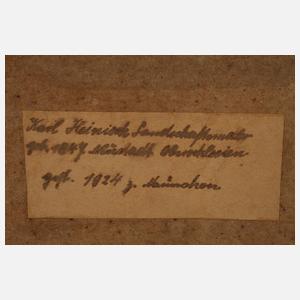 Karl Heinisch Landschaftsmaler
geb. 1847 Neustadt Oberschlesien
gest. 1924 z. München